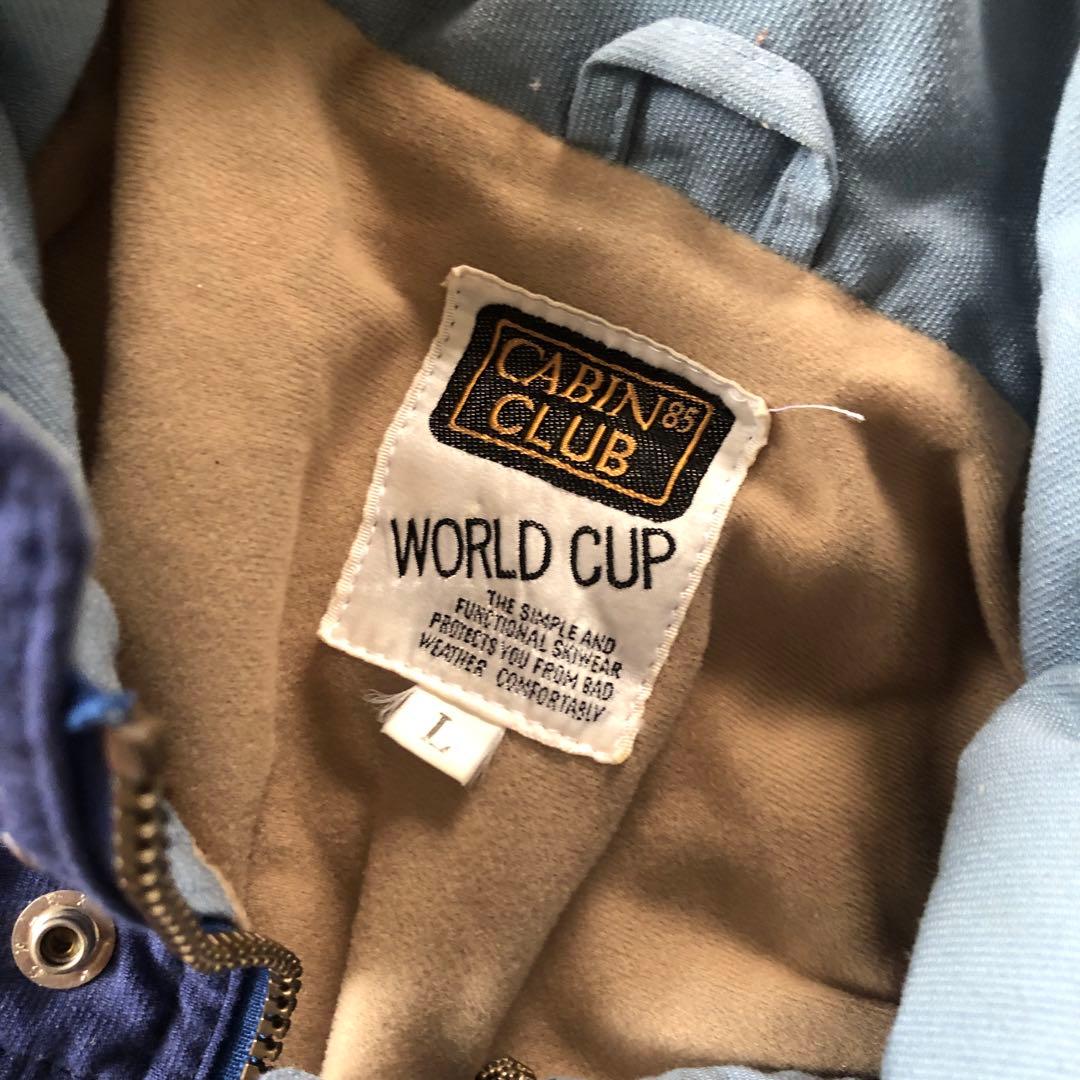 CABIN '85
CLUB
WORLD CUP
THE SIMPLE AND
FUNCTIONAL SKIWEAR
PROTECTS YOU FROM BAD
WEATHER COMFORTABLY
L